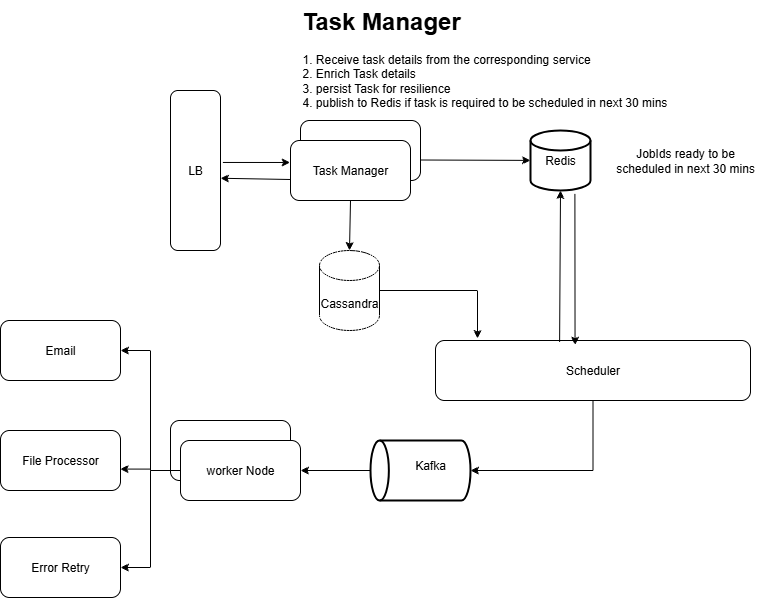 Task Manager
1. Receive task details from the corresponding service
2. Enrich Task details
3. persist Task for resilience
4. publish to Redis if task is required to be scheduled in next 30 mins
LB
Task Manager
Redis
JobIds ready to be
scheduled in next 30 mins
Cassandra
Email
Scheduler
File Processor
worker Node
Kafka
Error Retry